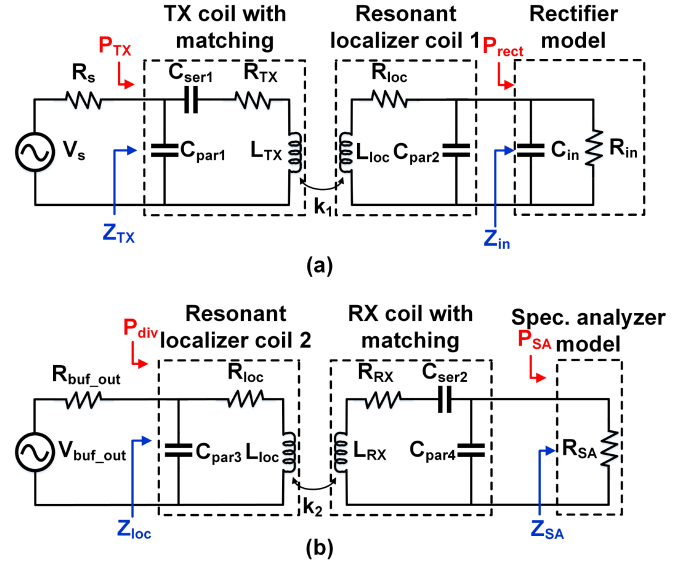 TX coil with matching
Resonant localizer coil 1
Rectifier model
P_TX
P_rect
R_s
C_ser1
R_TX
R_loc
V_s
C_par1
L_TX
L_loc
C_par2
C_in
R_in
k_1
Z_TX
Z_in
(a)
Resonant localizer coil 2
RX coil with matching
Spec. analyzer model
P_div
P_SA
R_buf_out
R_loc
R_RX
C_ser2
V_buf_out
C_par3
L_loc
L_RX
C_par4
R_SA
k_2
Z_loc
Z_SA
(b)